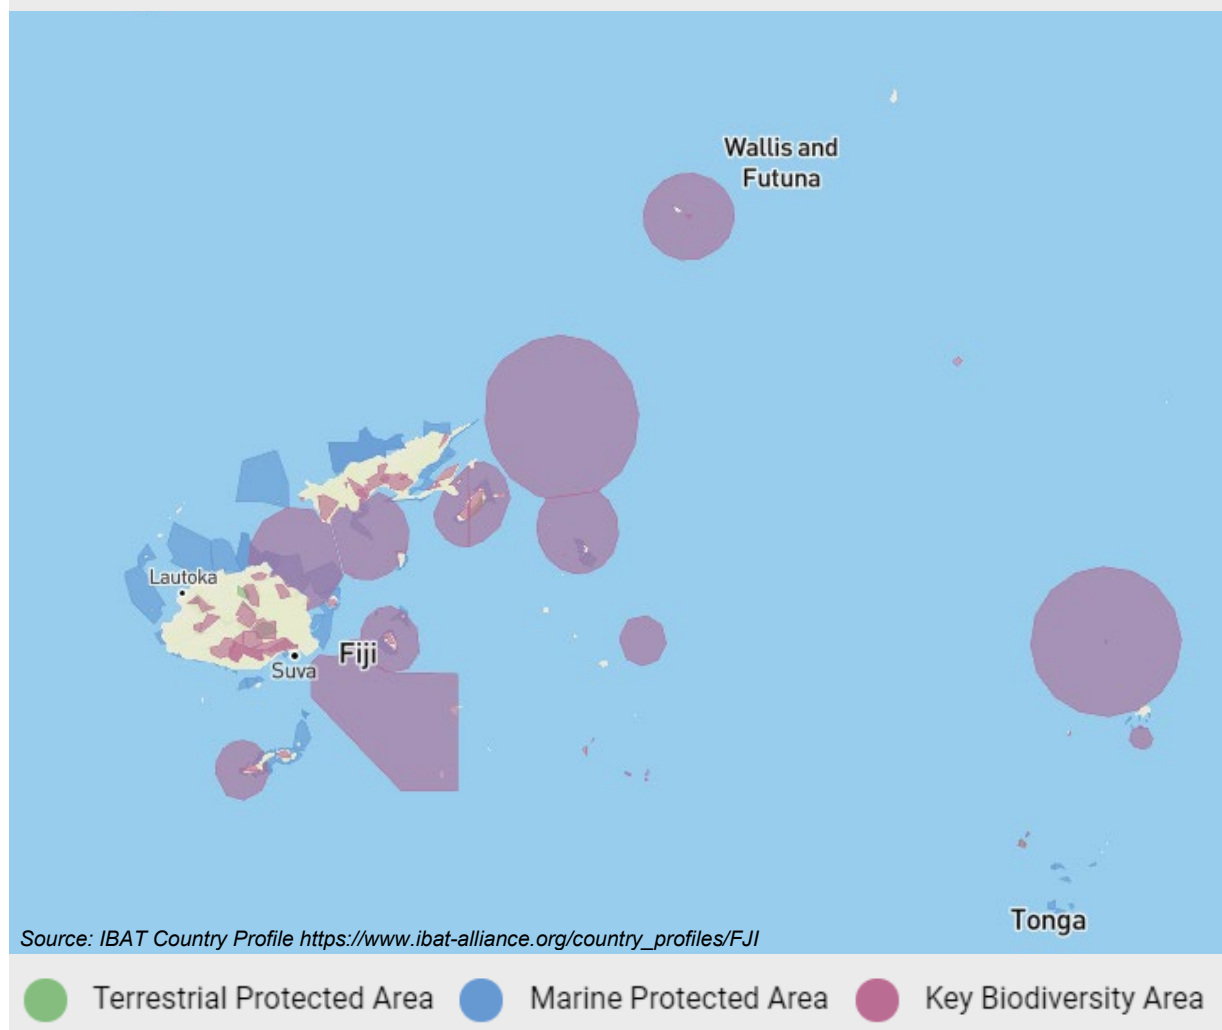 Wallis and
Futuna
Lautoka
Fiji
Suva
Tonga
Source: IBAT Country Profile https://www.ibat-alliance.org/country_profiles/FJI
Terrestrial Protected Area
Marine Protected Area
Key Biodiversity Area